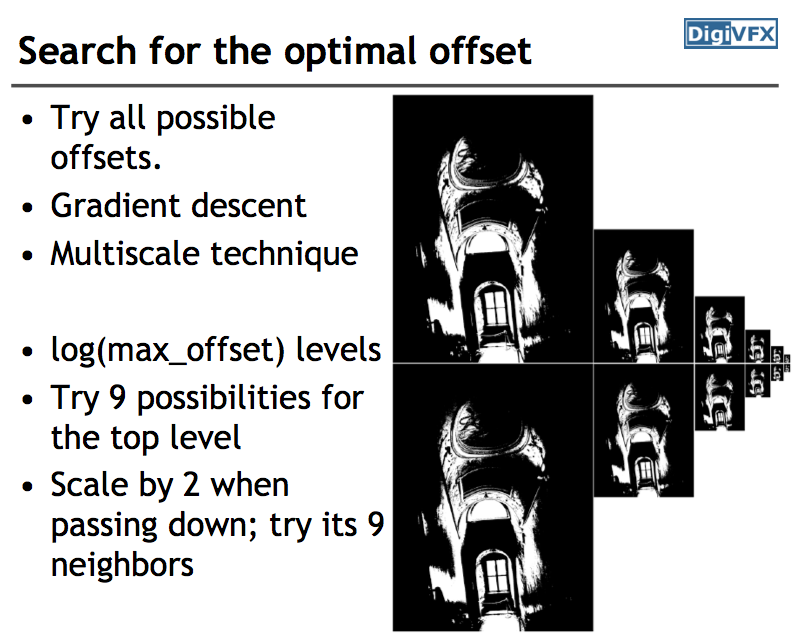 Search for the optimal offset
DigiVFX
• Try all possible
offsets.
• Gradient descent
• Multiscale technique
• log(max_offset) levels
• Try 9 possibilities for
the top level
• Scale by 2 when
passing down; try its 9
neighbors